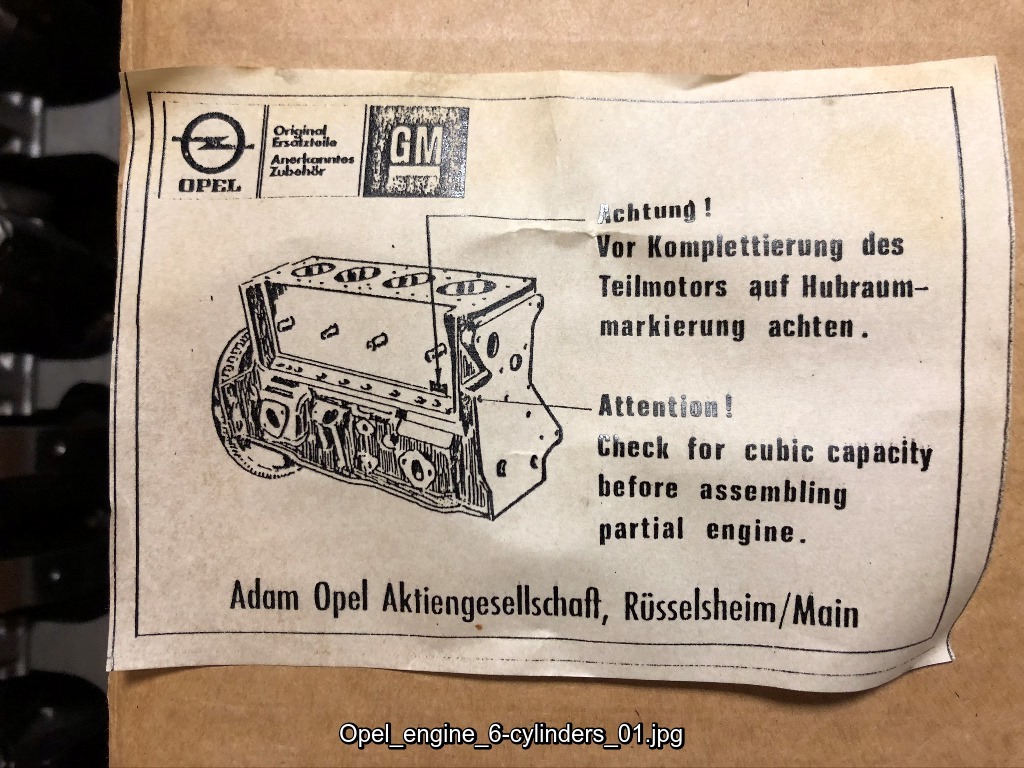 OPEL
Original
Ersatzteile
Anerkanntes
Zubehör
GM
Achtung!
Vor Komplettierung des
Teilmotors auf Hubraum-
markierung achten.
Attention!
Check for cubic capacity
before assembling
partial engine.
Adam Opel Aktiengesellschaft, Rüsselsheim/Main
Opel_engine_6-cylinders_01.jpg